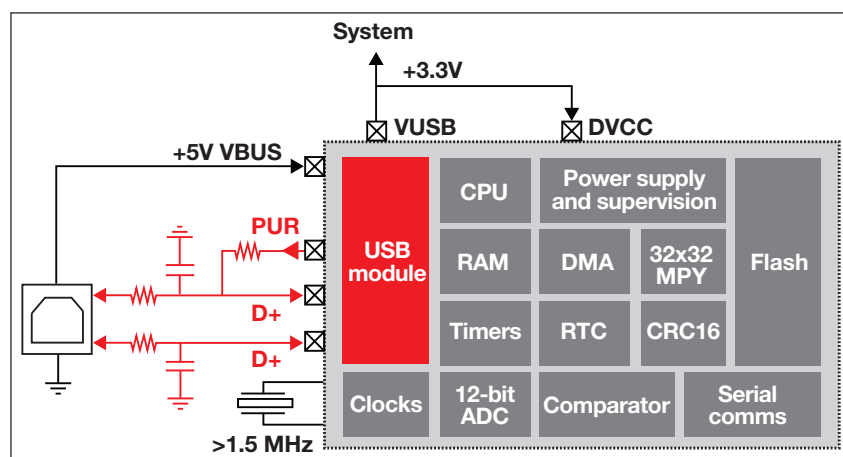 System
+3.3V
VUSB
DVCC
+5V VBUS
PUR
D+
D+
>1.5 MHz
USB
module
CPU
Power supply
and supervision
RAM
DMA
32x32
MPY
Flash
Timers
RTC
CRC16
Clocks
12-bit
ADC
Comparator
Serial
comms